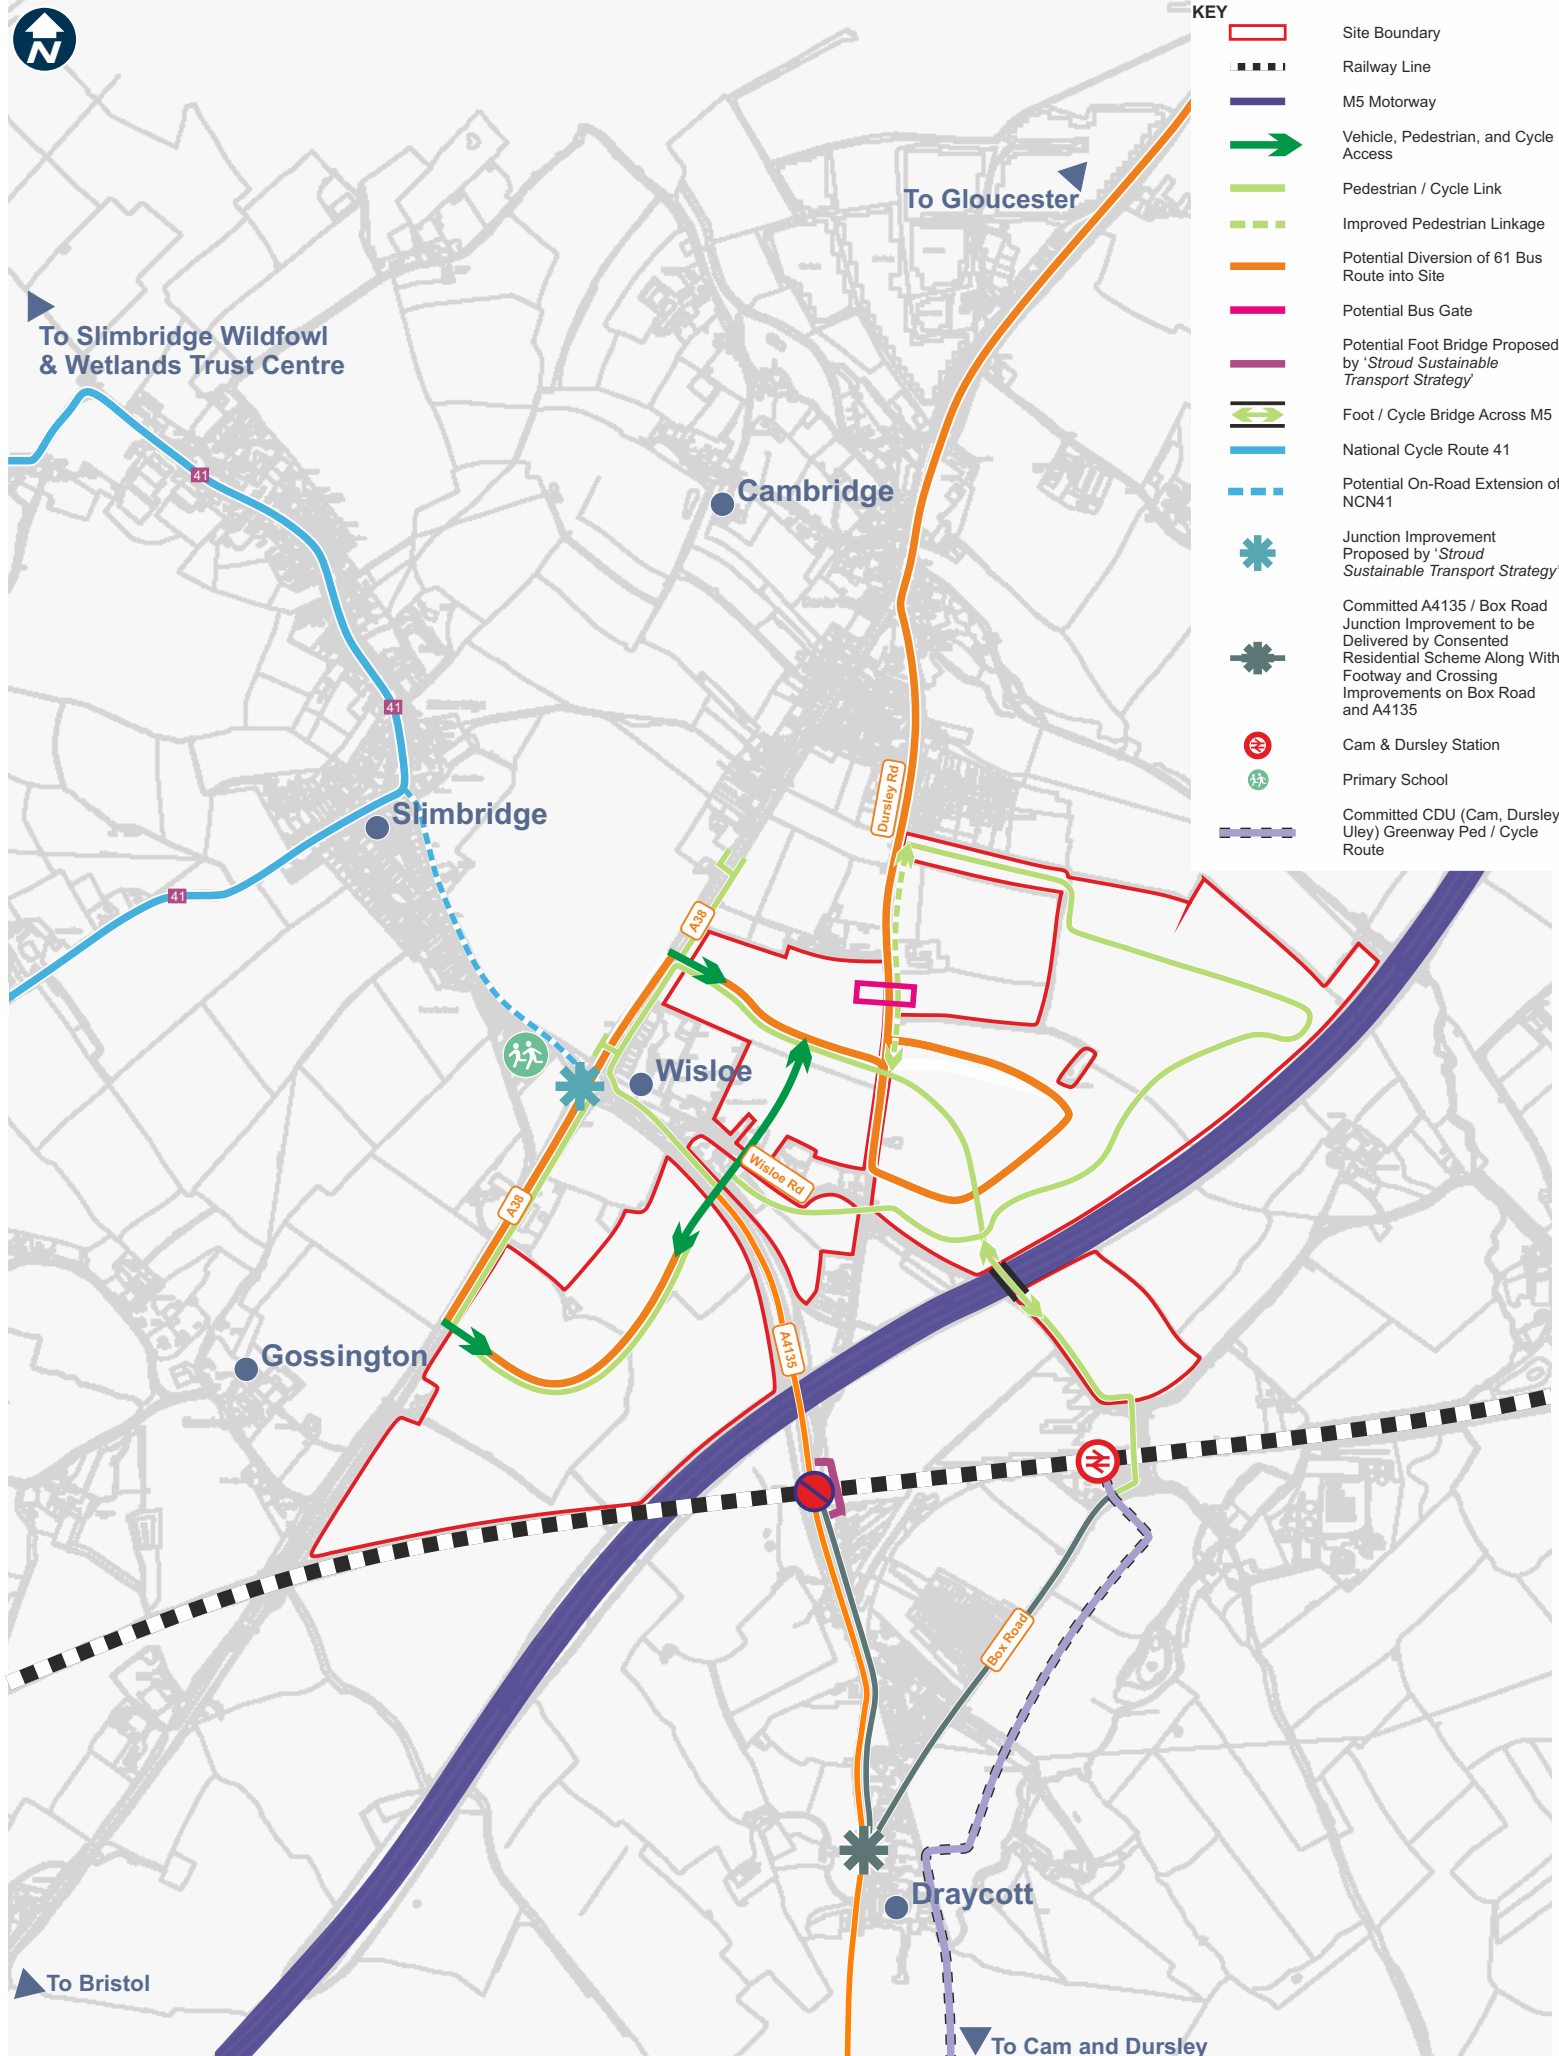 N
KEY
Site Boundary
Railway Line
M5 Motorway
Vehicle, Pedestrian, and Cycle
Access
Pedestrian / Cycle Link
Improved Pedestrian Linkage
Potential Diversion of 61 Bus
Route into Site
Potential Bus Gate
Potential Foot Bridge Proposed
by ‘Stroud Sustainable
Transport Strategy’
Foot / Cycle Bridge Across M5
National Cycle Route 41
Potential On-Road Extension of
NCN41
Junction Improvement
Proposed by ‘Stroud
Sustainable Transport Strategy’
Committed A4135 / Box Road
Junction Improvement to be
Delivered by Consented
Residential Scheme Along With
Footway and Crossing
Improvements on Box Road
and A4135
Cam & Dursley Station
Primary School
Committed CDU (Cam, Dursley
Uley) Greenway Ped / Cycle
Route
To Gloucester
To Slimbridge Wildfowl
& Wetlands Trust Centre
41
Cambridge
41
Dursley Rd
Slimbridge
41
A38
Wisloe
Wisloe Rd
A38
A4135
Gossington
Box Road
Draycott
To Bristol
To Cam and Dursley